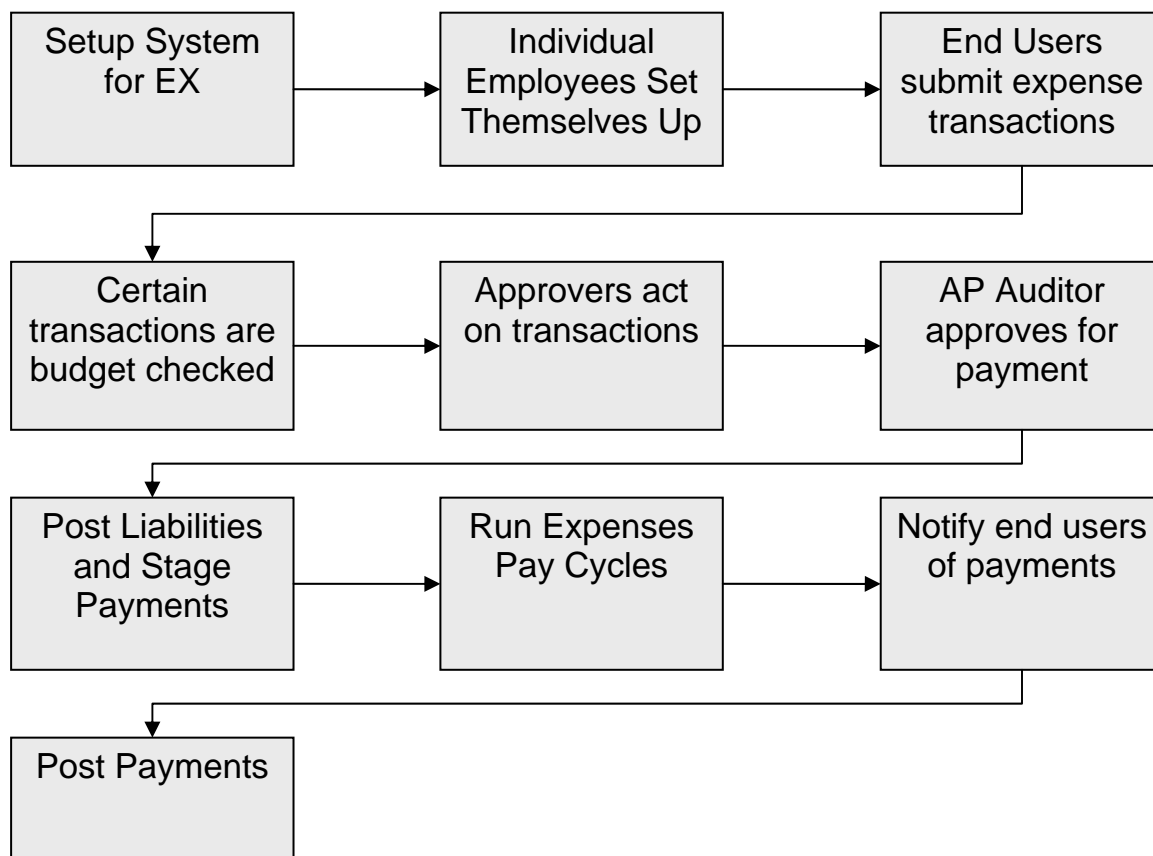 Setup System
for EX
Individual
Employees Set
Themselves Up
End Users
submit expense
transactions
Certain
transactions are
budget checked
Approvers act
on transactions
AP Auditor
approves for
payment
Post Liabilities
and Stage
Payments
Run Expenses
Pay Cycles
Notify end users
of payments
Post Payments